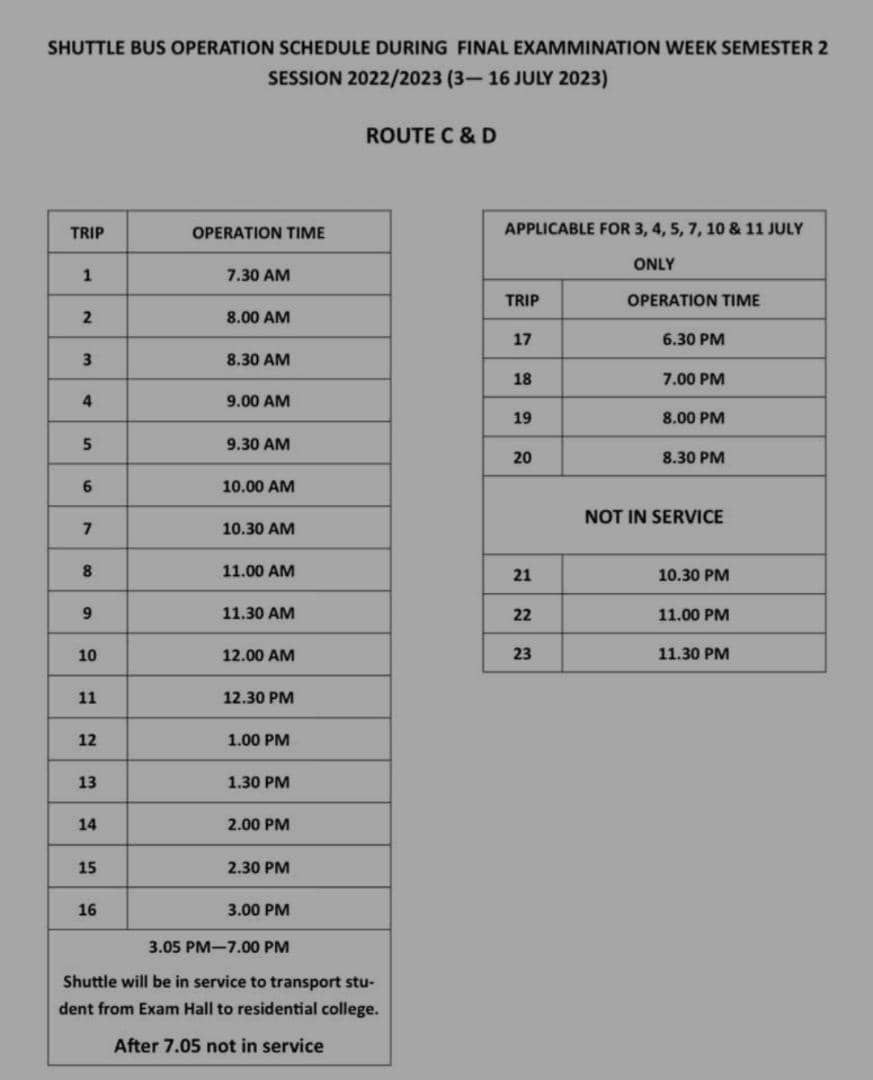 SHUTTLE BUS OPERATION SCHEDULE DURING FINAL EXAMMINATION WEEK SEMESTER 2
SESSION 2022/2023 (3— 16 JULY 2023)
ROUTE C & D
TRIP OPERATION TIME
1 7.30 AM
2 8.00 AM
3 8.30 AM
4 9.00 AM
5 9.30 AM
6 10.00 AM
7 10.30 AM
8 11.00 AM
9 11.30 AM
10 12.00 AM
11 12.30 PM
12 1.00 PM
13 1.30 PM
14 2.00 PM
15 2.30 PM
16 3.00 PM
3.05 PM—7.00 PM
Shuttle will be in service to transport stu-
dent from Exam Hall to residential college.
After 7.05 not in service
APPLICABLE FOR 3, 4, 5, 7, 10 & 11 JULY
ONLY
TRIP OPERATION TIME
17 6.30 PM
18 7.00 PM
19 8.00 PM
20 8.30 PM
NOT IN SERVICE
21 10.30 PM
22 11.00 PM
23 11.30 PM